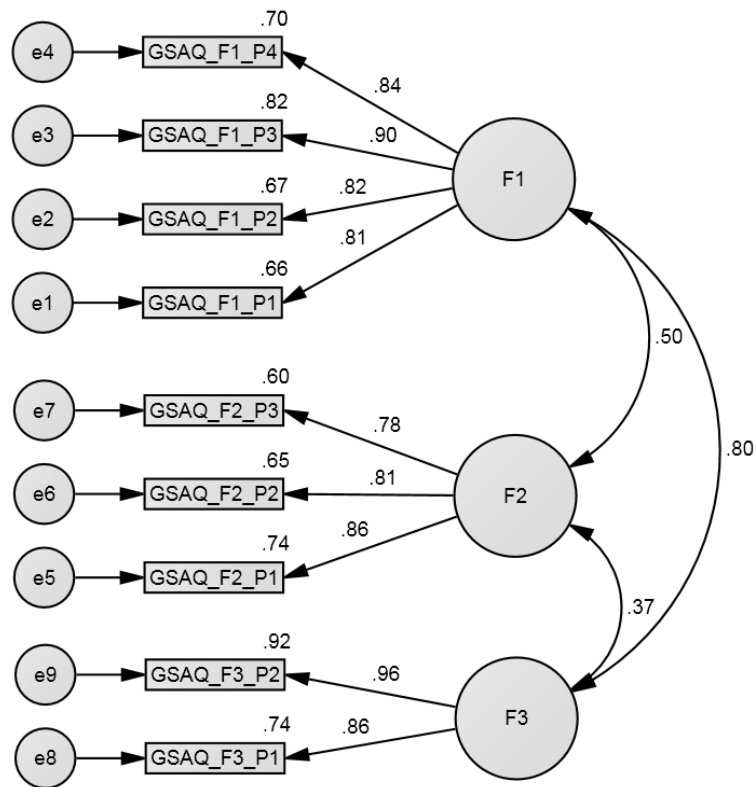 .70
e4 GSAQ_F1_P4
.84
.82
e3 GSAQ_F1_P3
.90
F1
.67
e2 GSAQ_F1_P2
.82
.81
.66
e1 GSAQ_F1_P1
.50
.60
e7 GSAQ_F2_P3
.78
.80
.65
e6 GSAQ_F2_P2
.81
F2
.86
.74
e5 GSAQ_F2_P1
.37
.92
e9 GSAQ_F3_P2
.96
F3
.86
.74
e8 GSAQ_F3_P1